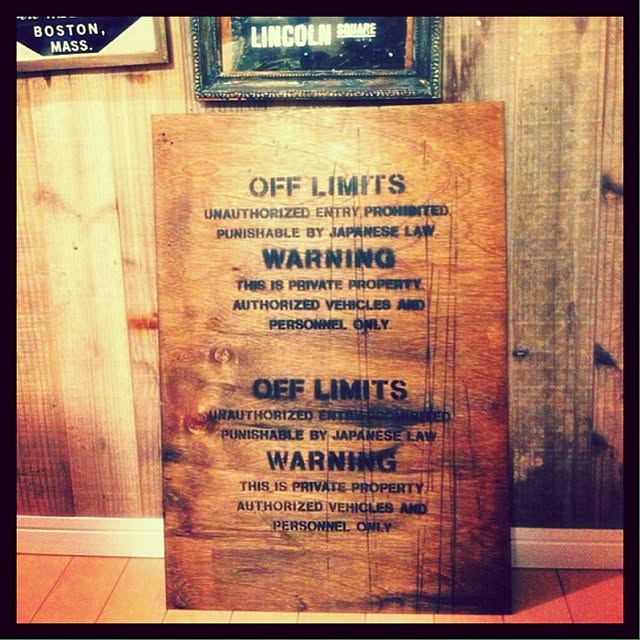 BOSTON,
MASS.
LINCOLN SQUARE
OFF LIMITS
UNAUTHORIZED ENTRY PROHIBITED
PUNISHABLE BY JAPANESE LAW.
WARNING
THIS IS PRIVATE PROPERTY.
AUTHORIZED VEHICLES AND
PERSONNEL ONLY
OFF LIMITS
UNAUTHORIZED ENTRY PROHIBITED
PUNISHABLE BY JAPANESE LAW
WARNING
THIS IS PRIVATE PROPERTY
AUTHORIZED VEHICLES AND
PERSONNEL ONLY